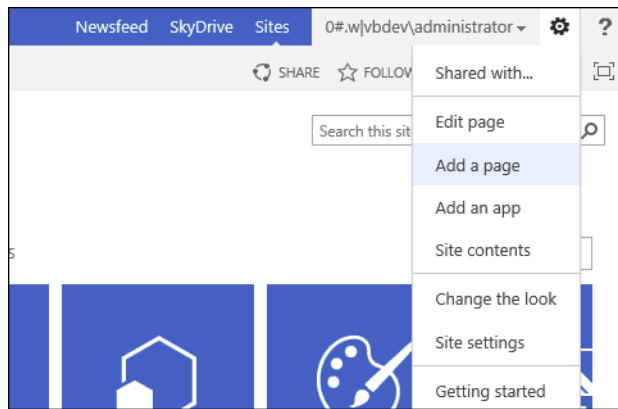 Newsfeed SkyDrive Sites 0#.w|vbdev\administrator ?
SHARE FOLLOW Shared with...
Search this sit Edit page
Add a page
Add an app
s Site contents
Change the look
Site settings
Getting started